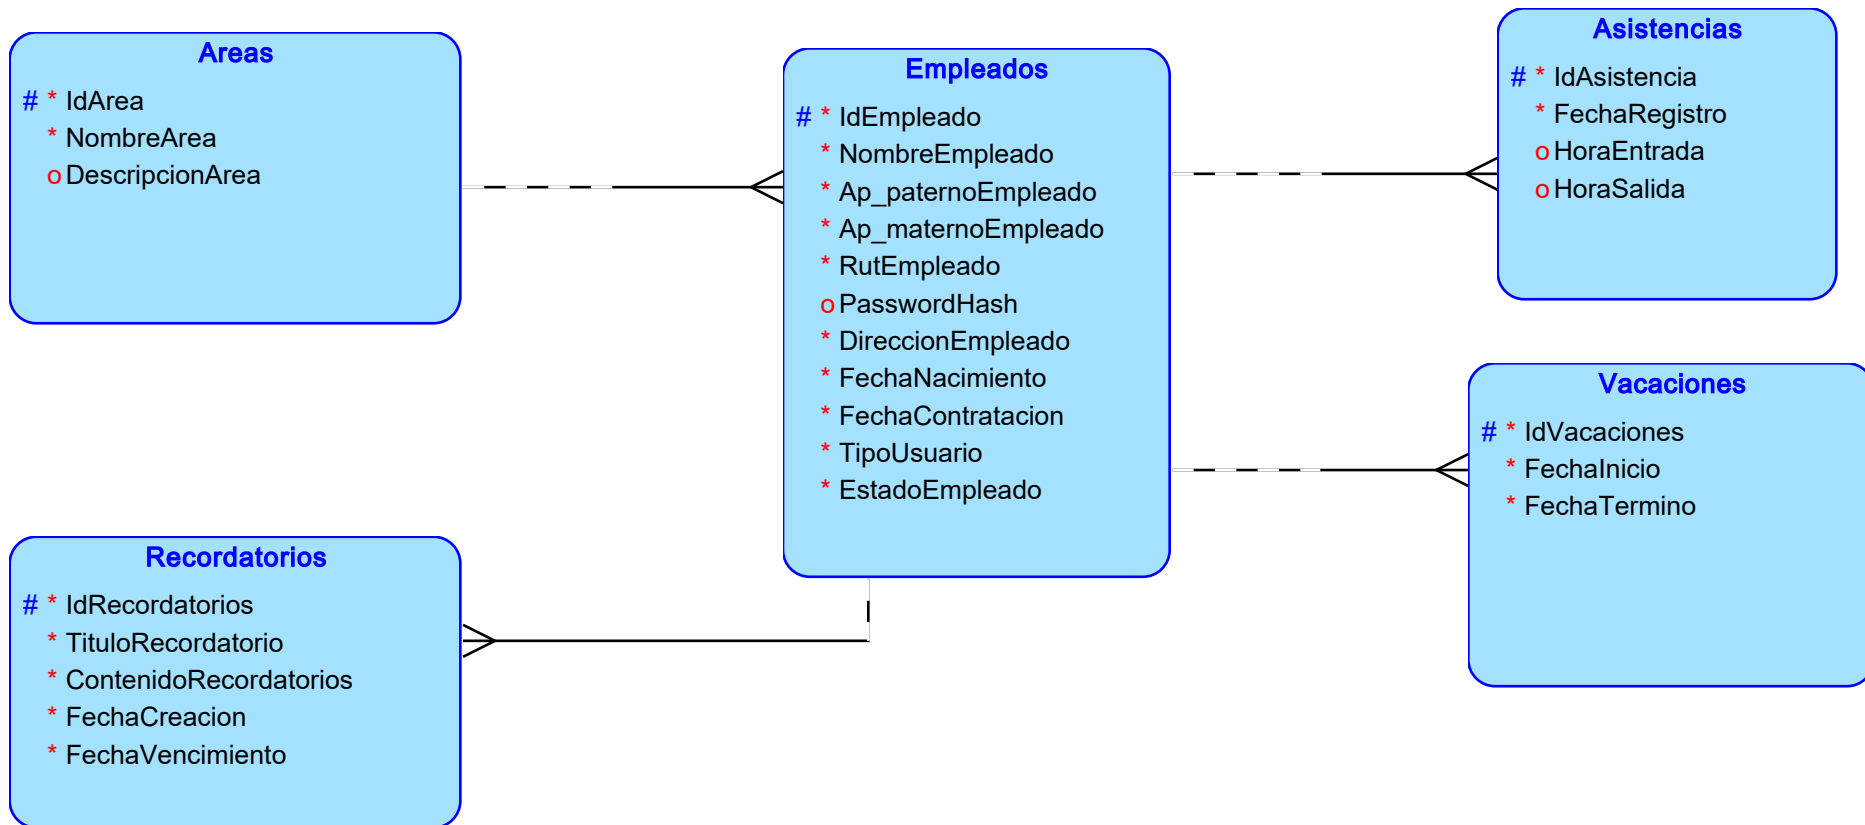 Areas
# * IdArea
* NombreArea
o DescripcionArea
Empleados
# * IdEmpleado
* NombreEmpleado
* Ap_paternoEmpleado
* Ap_maternoEmpleado
* RutEmpleado
o PasswordHash
* DireccionEmpleado
* FechaNacimiento
* FechaContratacion
* TipoUsuario
* EstadoEmpleado
Asistencias
# * IdAsistencia
* FechaRegistro
o HoraEntrada
o HoraSalida
Vacaciones
# * IdVacaciones
* FechaInicio
* FechaTermino
Recordatorios
# * IdRecordatorios
* TituloRecordatorio
* ContenidoRecordatorios
* FechaCreacion
* FechaVencimiento